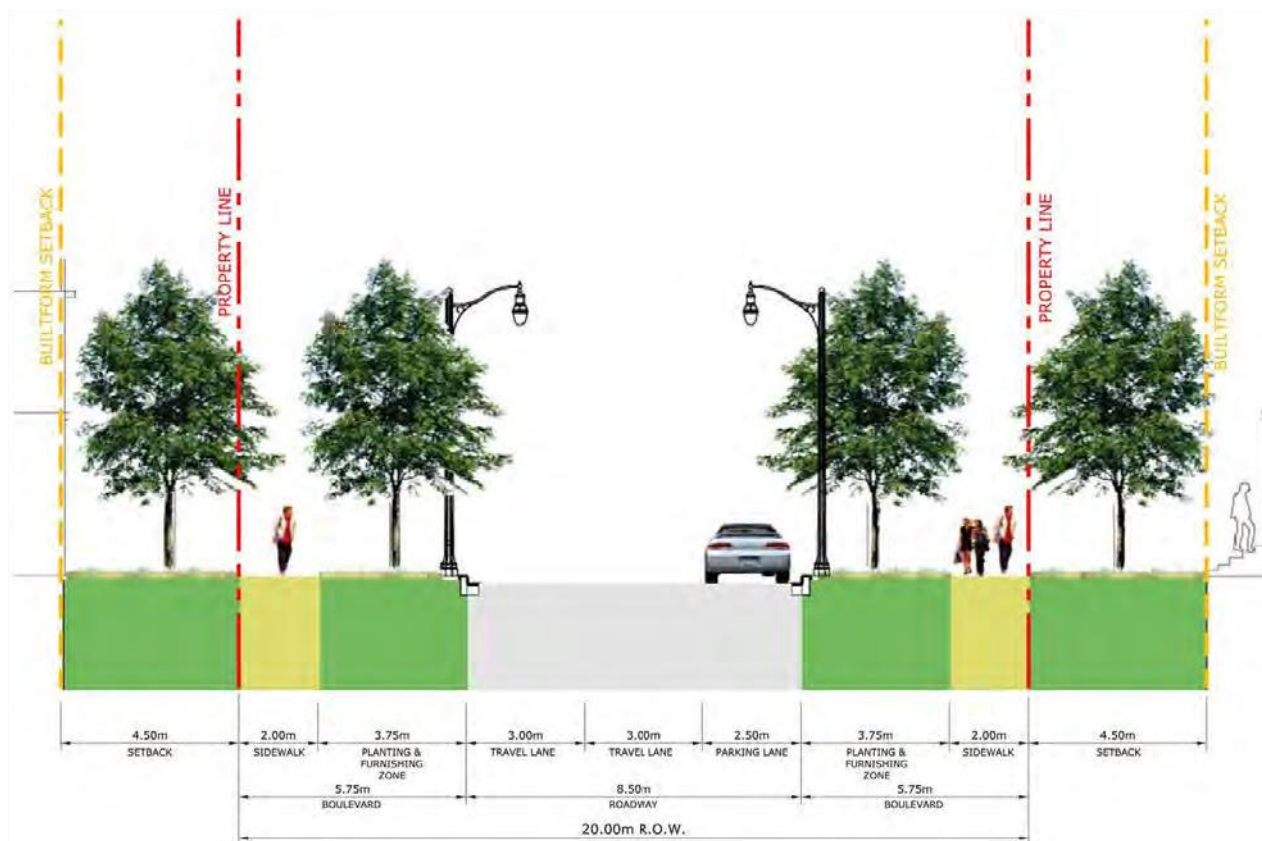 BUILTFORM SETBACK
PROPERTY LINE
PROPERTY LINE
BUILTFORM SETBACK
4.50m
SETBACK
2.00m
SIDEWALK
3.75m
PLANTING &
FURNISHING
ZONE
3.00m
TRAVEL LANE
3.00m
TRAVEL LANE
2.50m
PARKING LANE
3.75m
PLANTING &
FURNISHING
ZONE
2.00m
SIDEWALK
4.50m
SETBACK
5.75m
BOULEVARD
8.50m
ROADWAY
5.75m
BOULEVARD
20.00m R.O.W.